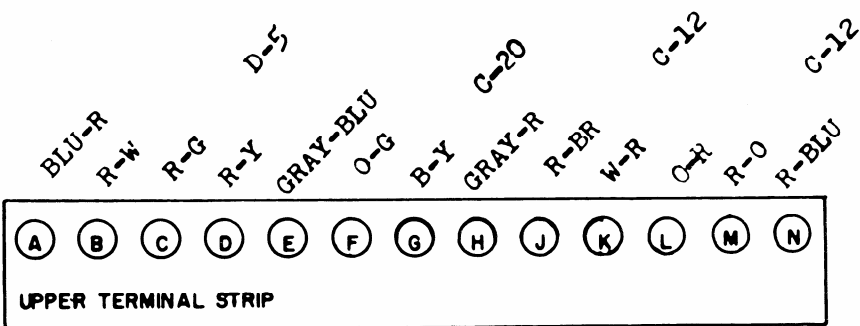 D-5 C-20 C-12 C-12
BLU-R R-W R-G R-Y GRAY-BLU O-G B-Y GRAY-R R-BR W-R O-R R-O R-BLU
A B C D E F G H J K L M N
UPPER TERMINAL STRIP